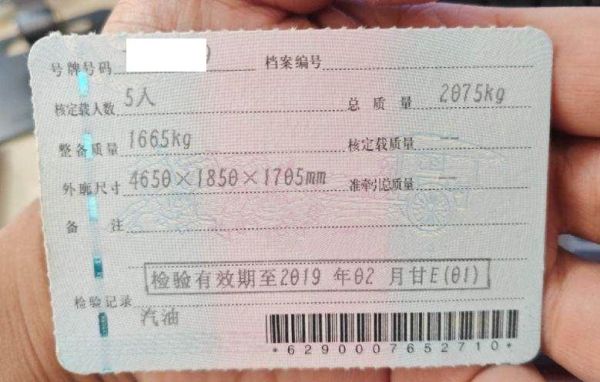 号牌号码 档案编号
核定载人数 5人 总质量 2075kg
整备质量 1665kg 核定载质量 --
外廓尺寸 4650×1850×1705mm 准牵引总质量 --
备注
检验有效期至2019 年02 月甘E(01)
检验记录
汽油
*6290007652710*